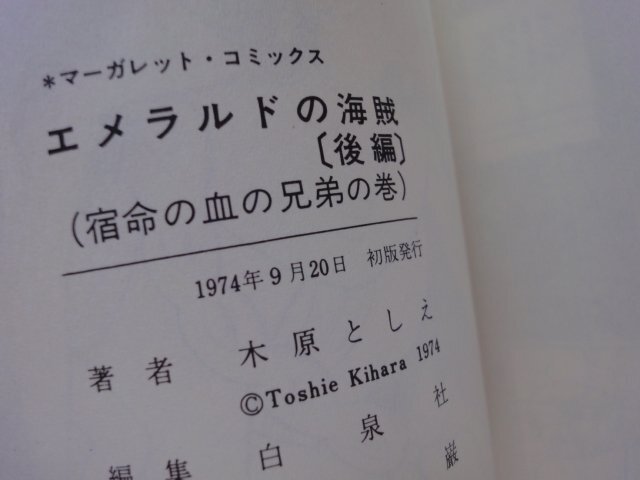 *マーガレット・コミックス
エメラルドの海賊
〔後編〕
(宿命の血の兄弟の巻)
1974年9月20日 初版発行
著者 木原としえ
©Toshie Kihara 1974
編集 白泉社
巌